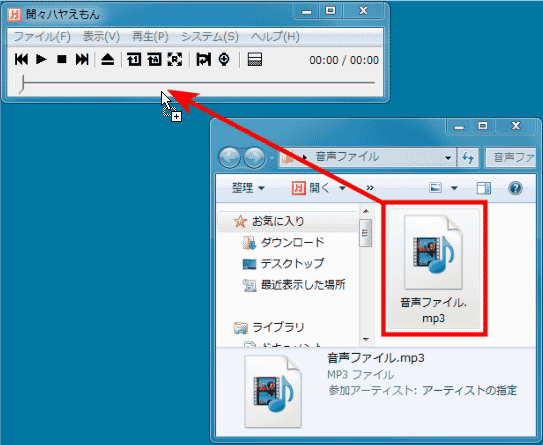 聞々ハヤえもん
ファイル(F) 表示(V) 再生(P) システム(S) ヘルプ(H)
00:00 / 00:00
音声ファイル
音声ファ
整理 開く »
お気に入り
ダウンロード
デスクトップ
最近表示した場所
ライブラリ
ドキュメント
音声ファイル.
mp3
音声ファイル.mp3
MP3 ファイル
参加アーティスト: アーティストの指定